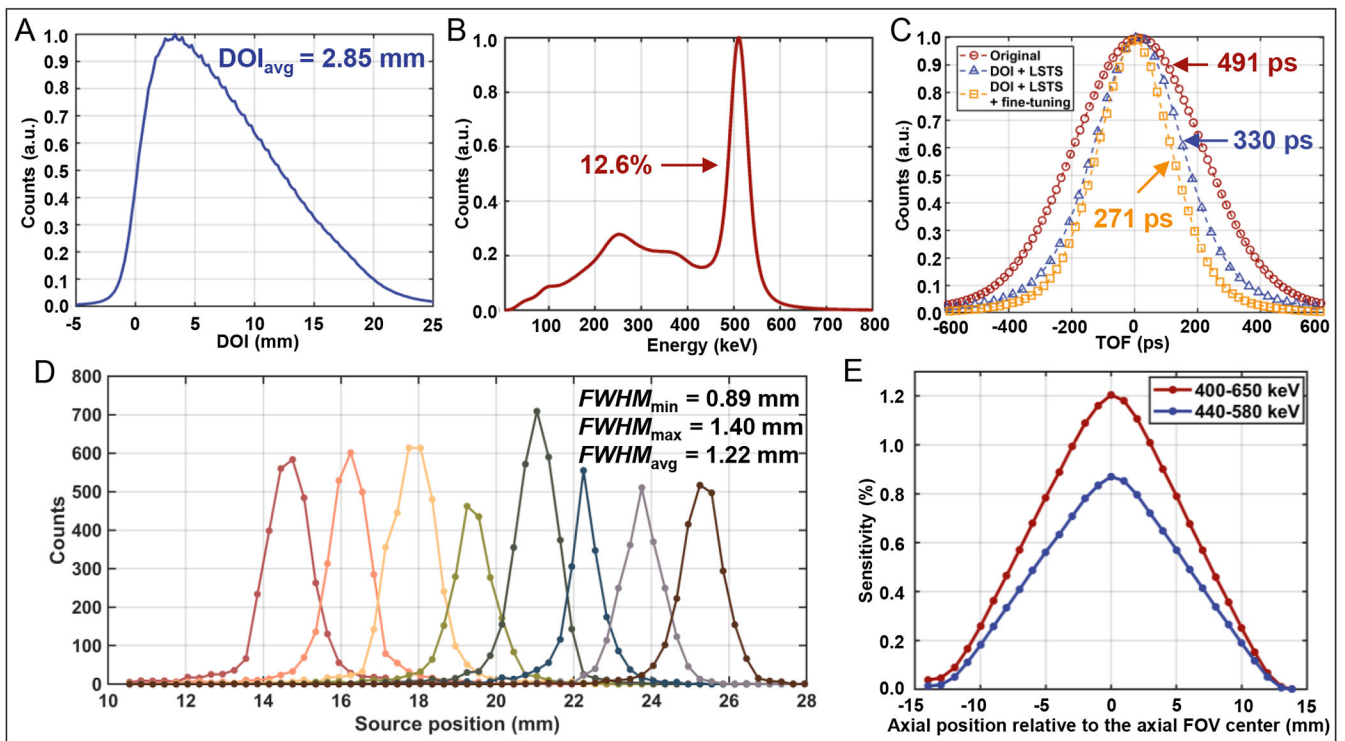 A
DOIavg = 2.85 mm
Counts (a.u.)
1.0
0.9
0.8
0.7
0.6
0.5
0.4
0.3
0.2
0.1
0.0
-5 0 5 10 15 20 25
DOI (mm)
B
12.6%
Counts (a.u.)
1.0
0.8
0.6
0.4
0.2
0.0
100 200 300 400 500 600 700 800
Energy (keV)
C
Original
DOI + LSTS
DOI + LSTS
+ fine-tuning
491 ps
330 ps
271 ps
Counts (a.u.)
1.0
0.9
0.8
0.7
0.6
0.5
0.4
0.3
0.2
0.1
0.0
-600 -400 -200 0 200 400 600
TOF (ps)
D
FWHMmin = 0.89 mm
FWHMmax = 1.40 mm
FWHMavg = 1.22 mm
Counts
800
700
600
500
400
300
200
100
0
10 12 14 16 18 20 22 24 26 28
Source position (mm)
E
400-650 keV
440-580 keV
Sensitivity (%)
1.2
1.0
0.8
0.6
0.4
0.2
0.0
-15 -10 -5 0 5 10 15
Axial position relative to the axial FOV center (mm)